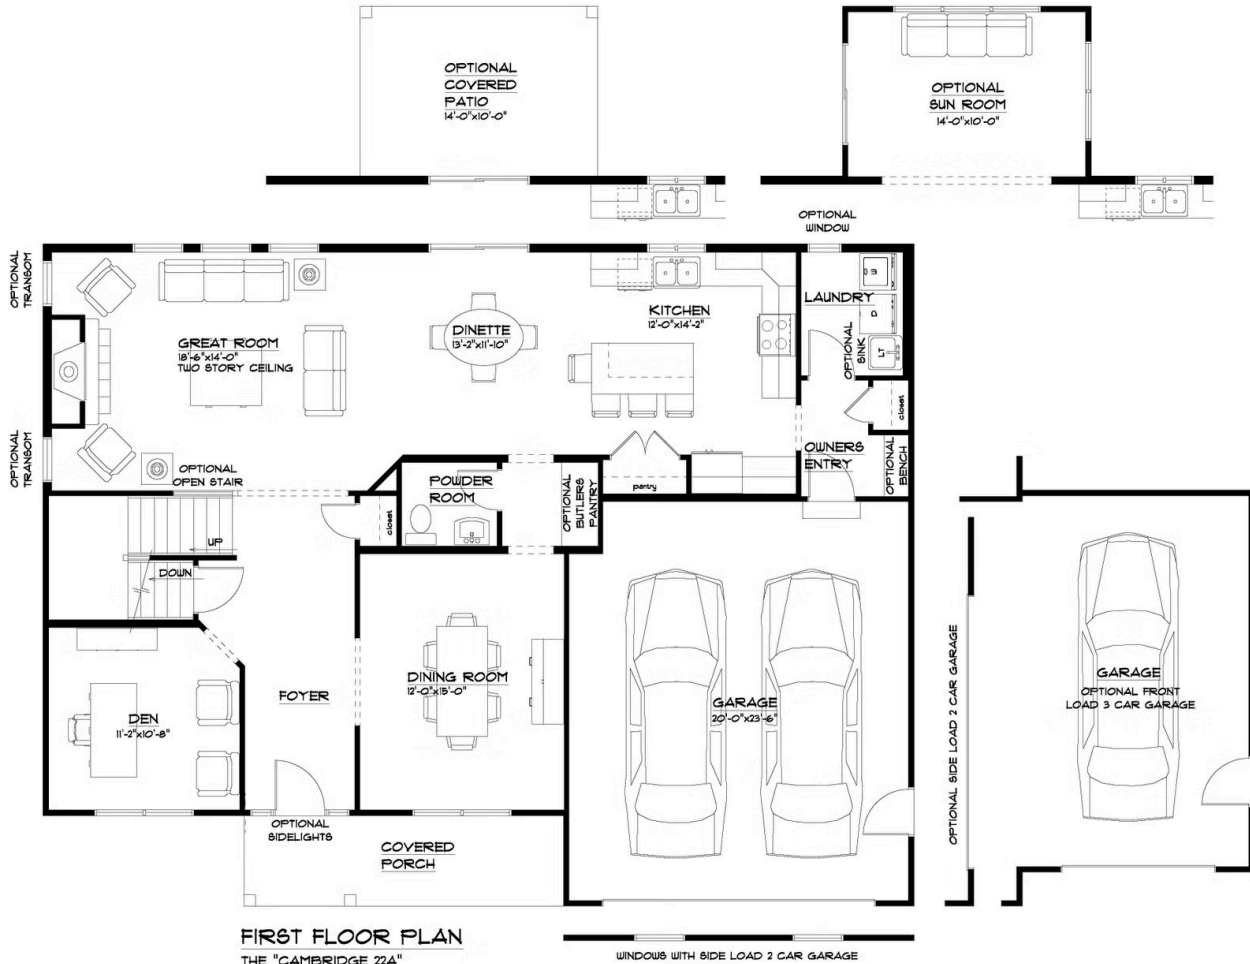 OPTIONAL
COVERED
PATIO
14'-0"x10'-0"
OPTIONAL
SUN ROOM
14'-0"x10'-0"
OPTIONAL
WINDOW
OPTIONAL
TRANSOM
GREAT ROOM
18'-6"x14'-0"
TWO STORY CEILING
DINETTE
13'-2"x11'-10"
KITCHEN
12'-0"x14'-2"
LAUNDRY
W
D
OPTIONAL
SINK
LT
closet
OPTIONAL
TRANSOM
OPTIONAL
OPEN STAIR
POWDER
ROOM
OPTIONAL
BUTLERS
PANTRY
pantry
OWNERS
ENTRY
OPTIONAL
BENCH
closet
UP
DOWN
DEN
11'-2"x10'-8"
FOYER
DINING ROOM
12'-0"x15'-0"
GARAGE
20'-0"x23'-6"
OPTIONAL SIDE LOAD 2 CAR GARAGE
GARAGE
OPTIONAL FRONT
LOAD 3 CAR GARAGE
OPTIONAL
SIDELIGHTS
COVERED
PORCH
FIRST FLOOR PLAN
THE "CAMBRIDGE 22A"
WINDOWS WITH SIDE LOAD 2 CAR GARAGE